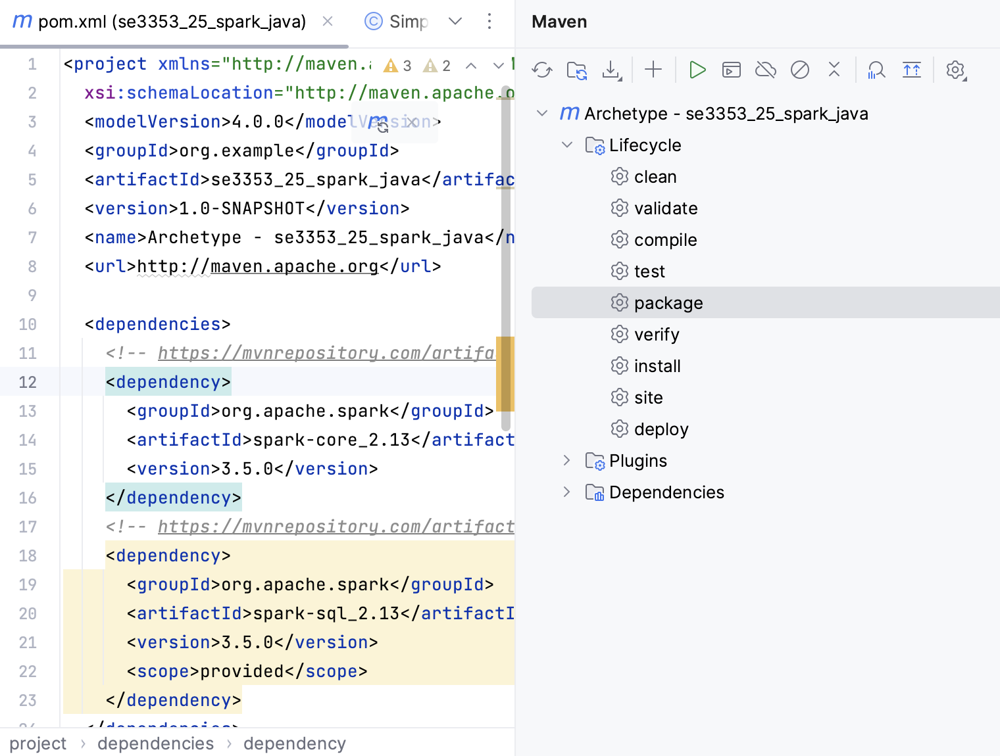 pom.xml (se3353_25_spark_java)
Simp
Maven
3 2
1 <project xmlns="http://maven.
2 xsi:schemaLocation="http://maven.apache.o
3 <modelVersion>4.0.0</modelVersion>
4 <groupId>org.example</groupId>
5 <artifactId>se3353_25_spark_java</artifac
6 <version>1.0-SNAPSHOT</version>
7 <name>Archetype - se3353_25_spark_java</n
8 <url>http://maven.apache.org</url>
9
10 <dependencies>
11 <!-- https://mvnrepository.com/artifa
12 <dependency>
13 <groupId>org.apache.spark</groupId>
14 <artifactId>spark-core_2.13</artifact
15 <version>3.5.0</version>
16 </dependency>
17 <!-- https://mvnrepository.com/artifact
18 <dependency>
19 <groupId>org.apache.spark</groupId>
20 <artifactId>spark-sql_2.13</artifactI
21 <version>3.5.0</version>
22 <scope>provided</scope>
23 </dependency>
24 </dependencies>
project › dependencies › dependency
Archetype - se3353_25_spark_java
Lifecycle
clean
validate
compile
test
package
verify
install
site
deploy
Plugins
Dependencies